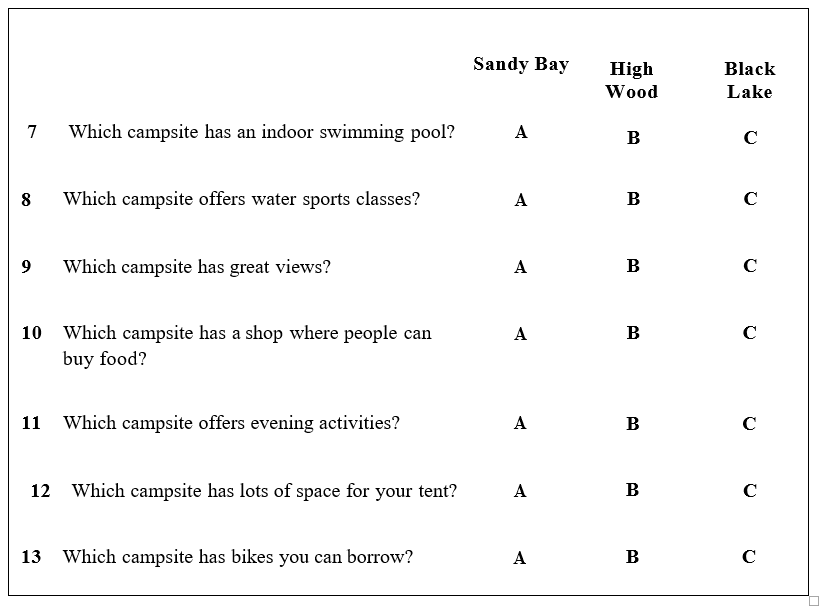 Sandy Bay High Black
Wood Lake
7 Which campsite has an indoor swimming pool? A B C
8 Which campsite offers water sports classes? A B C
9 Which campsite has great views? A B C
10 Which campsite has a shop where people can A B C
buy food?
11 Which campsite offers evening activities? A B C
12 Which campsite has lots of space for your tent? A B C
13 Which campsite has bikes you can borrow? A B C